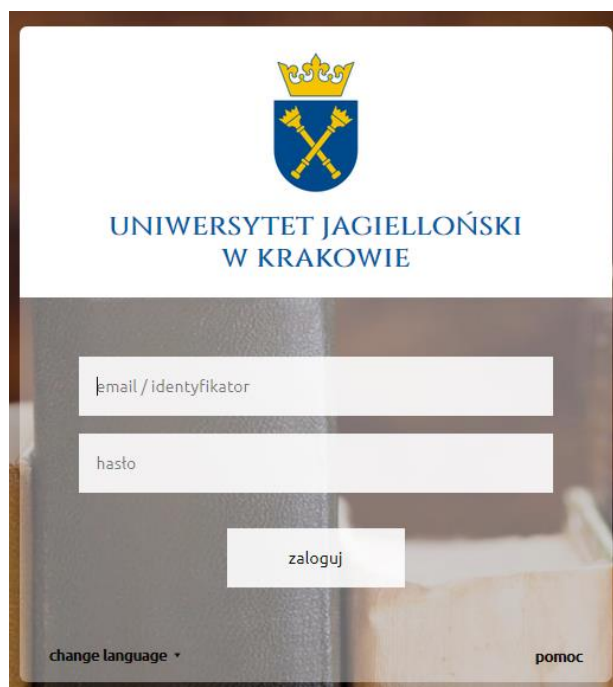 UNIWERSYTET JAGIELLOŃSKI
W KRAKOWIE
email / identyfikator
hasło
zaloguj
change language
pomoc